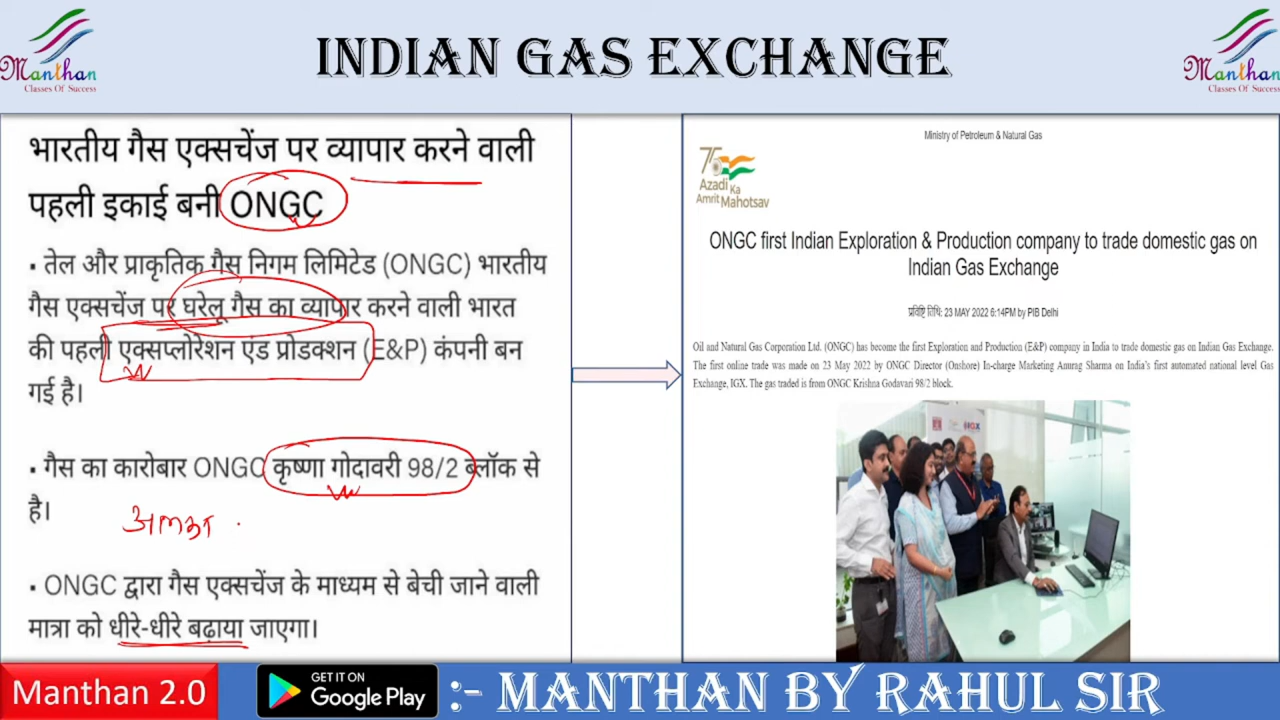 Manthan
Classes Of Success
INDIAN GAS EXCHANGE
Manthan
Classes Of Success
भारतीय गैस एक्सचेंज पर व्यापार करने वाली
पहली इकाई बनी ONGC
▪ तेल और प्राकृतिक गैस निगम लिमिटेड (ONGC) भारतीय
गैस एक्सचेंज पर घरेलू गैस का व्यापार करने वाली भारत
की पहली एक्सप्लोरेशन एंड प्रोडक्शन (E&P) कंपनी बन
गई है।
▪ गैस का कारोबार ONGC कृष्णा गोदावरी 98/2 ब्लॉक से
है।
▪ ONGC द्वारा गैस एक्सचेंज के माध्यम से बेची जाने वाली
मात्रा को धीरे-धीरे बढ़ाया जाएगा।
Ministry of Petroleum & Natural Gas
75
Azadi Ka
Amrit Mahotsav
ONGC first Indian Exploration & Production company to trade domestic gas on
Indian Gas Exchange
प्रविष्टि तिथि: 23 MAY 2022 6:14PM by PIB Delhi
Oil and Natural Gas Corporation Ltd. (ONGC) has become the first Exploration and Production (E&P) company in India to trade domestic gas on Indian Gas Exchange.
The first online trade was made on 23 May 2022 by ONGC Director (Onshore) In-charge Marketing Anurag Sharma on India's first automated national level Gas
Exchange, IGX. The gas traded is from ONGC Krishna Godavari 98/2 block.
IGX
Manthan 2.0
GET IT ON
Google Play
:- MANTHAN BY RAHUL SIR